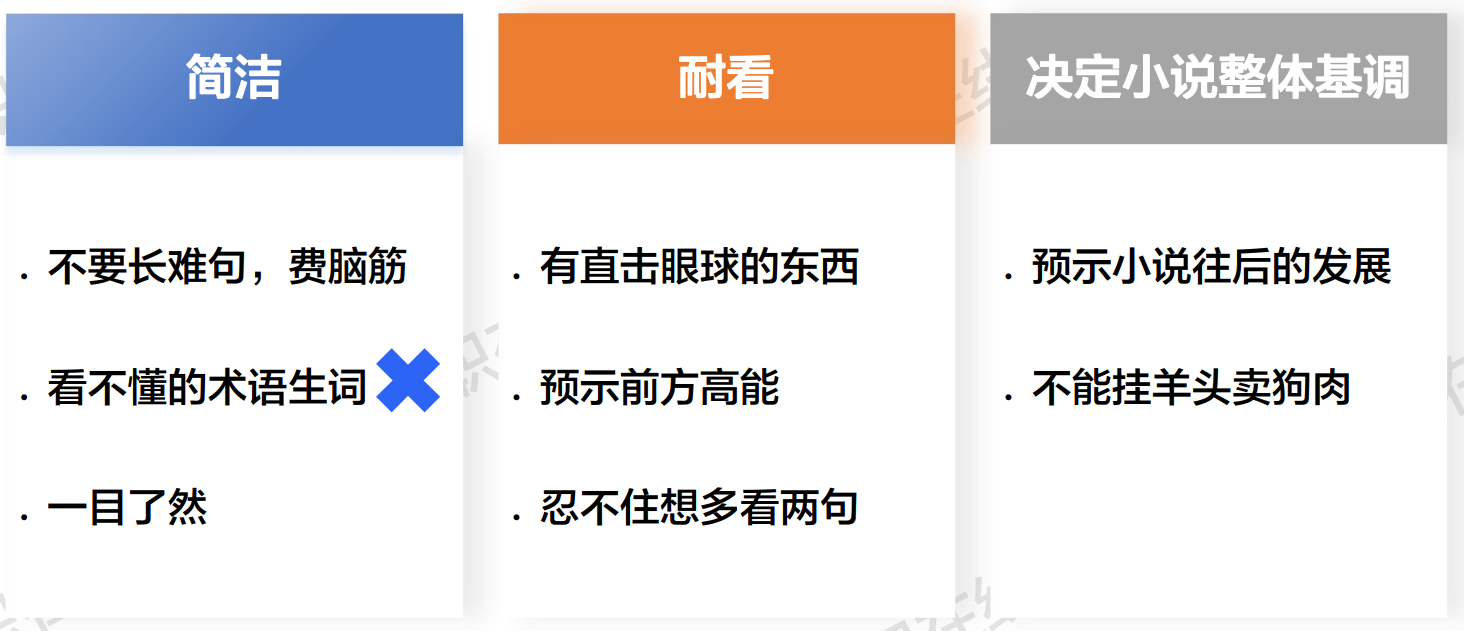 简洁
. 不要长难句，费脑筋
. 看不懂的术语生词
. 一目了然
耐看
. 有直击眼球的东西
. 预示前方高能
. 忍不住想多看两句
决定小说整体基调
. 预示小说往后的发展
. 不能挂羊头卖狗肉